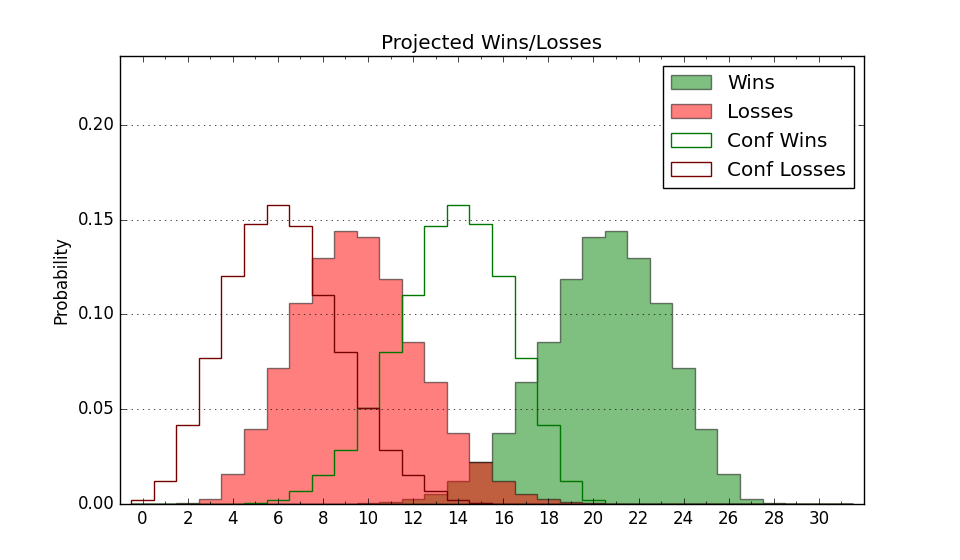 Projected Wins/Losses
Wins
Losses
Conf Wins
Conf Losses
Probability
0.20
0.15
0.10
0.05
0.00
0 2 4 6 8 10 12 14 16 18 20 22 24 26 28 30